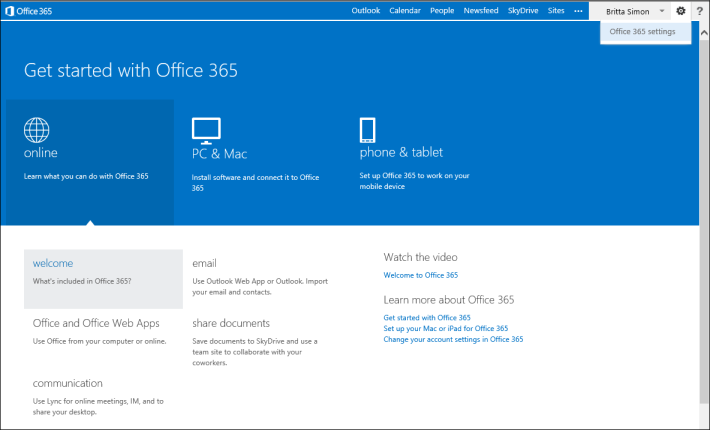 Office 365
Outlook Calendar People Newsfeed SkyDrive Sites ··· Britta Simon ?
Office 365 settings
Get started with Office 365
online
Learn what you can do with Office 365
PC & Mac
Install software and connect it to Office
365
phone & tablet
Set up Office 365 to work on your
mobile device
welcome
What's included in Office 365?
email
Use Outlook Web App or Outlook. Import
your email and contacts.
Office and Office Web Apps
Use Office from your computer or online.
share documents
Save documents to SkyDrive and use a
team site to collaborate with your
coworkers.
communication
Use Lync for online meetings, IM, and to
share your desktop.
Watch the video
Welcome to Office 365
Learn more about Office 365
Get started with Office 365
Set up your Mac or iPad for Office 365
Change your account settings in Office 365